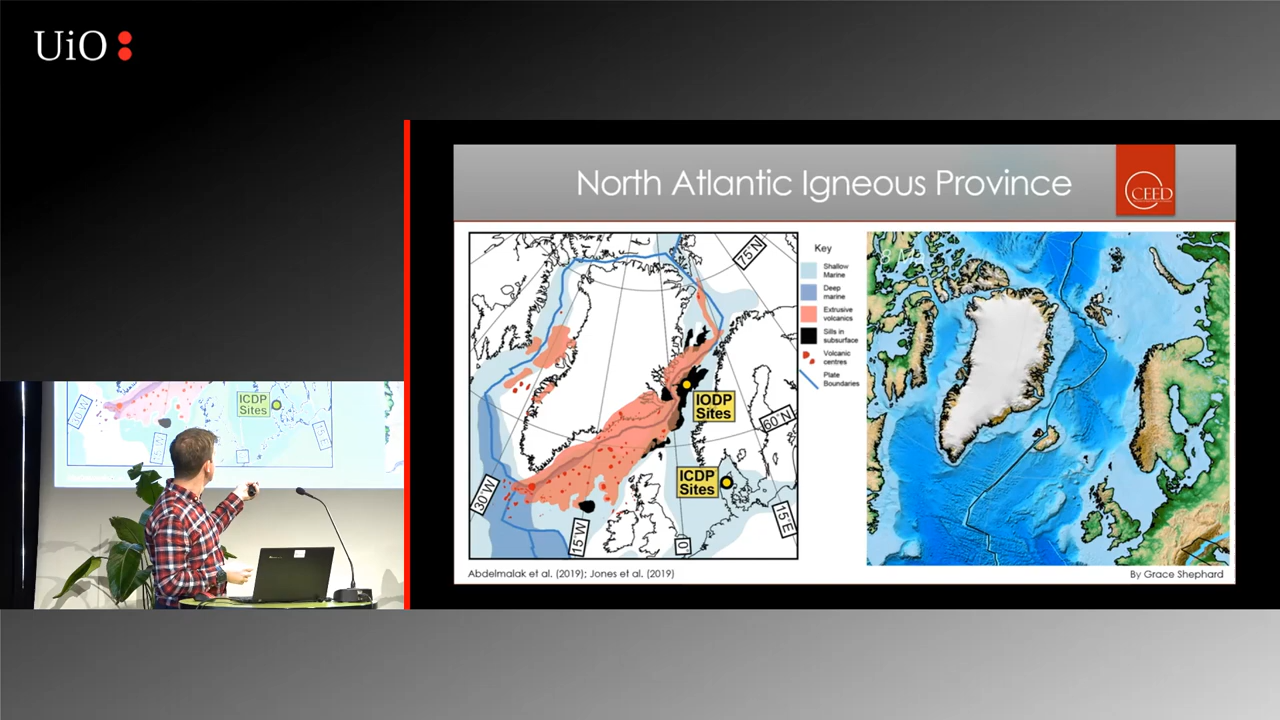 UiO
North Atlantic Igneous Province
CEED
75°N
Key
Shallow
Marine
Deep
marine
Extrusive
volcanics
Sills in
subsurface
Volcanic
centres
Plate
Boundaries
IODP
Sites
60°N
ICDP
Sites
30°W
15°W
0°
15°E
Abdelmalak et al. (2019); Jones et al. (2019)
By Grace Shephard
ICDP
Sites